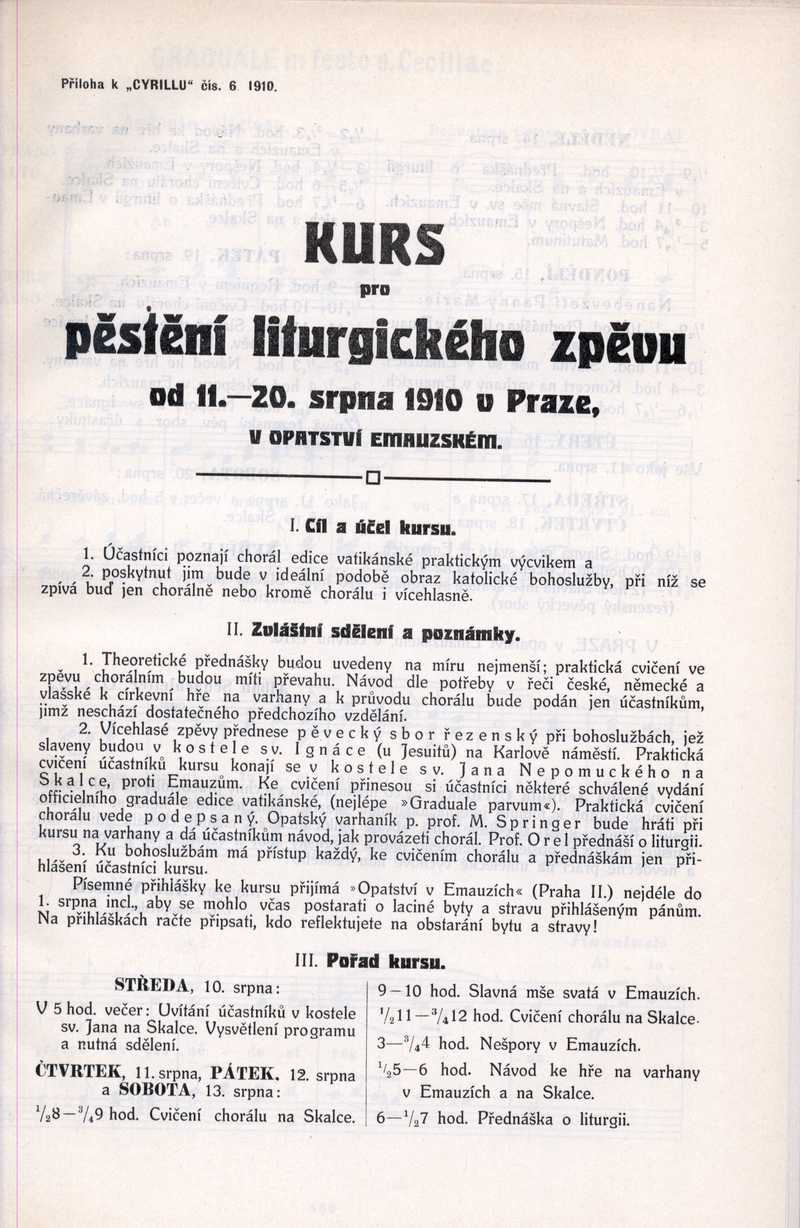 Příloha k „CYRILLU“ čís. 6 1910.
KURS
pro
pěstění liturgického zpěvu
od 11.—20. srpna 1910 v Praze,
V OPATSTVÍ EMAUZSKÉM.
I. Cíl a účel kursu.
1. Účastníci poznají chorál edice vatikánské praktickým výcvikem a
2. poskytnut jim bude v ideální podobě obraz katolické bohoslužby, při níž se
zpívá buď jen chorálně nebo kromě chorálu i vícehlasně.
II. Zvláštní sdělení a poznámky.
1. Theoretické přednášky budou uvedeny na míru nejmenší; praktická cvičení ve
zpěvu chorálním budou míti převahu. Návod dle potřeby v řeči české, německé a
vlašské k církevní hře na varhany a k průvodu chorálu bude podán jen účastníkům,
jimž neschází dostatečného předchozího vzdělání.
2. Vícehlasé zpěvy přednese pěvecký sbor řezenský při bohoslužbách, jež
slaveny budou v kostele sv. Ignáce (u Jesuitů) na Karlově náměstí. Praktická
cvičení účastníků kursu konají se v kostele sv. Jana Nepomuckého na
Skalce, proti Emauzům. Ke cvičení přinesou si účastníci některé schválené vydání
officielního graduále edice vatikánské, (nejlépe »Graduale parvum«). Praktická cvičení
chorálu vede podepsaný. Opatský varhaník p. prof. M. Springer bude hráti při
kursu na varhany a dá účastníkům návod, jak provázeti chorál. Prof. Orel přednáší o liturgii.
3. Ku bohoslužbám má přístup každý, ke cvičením chorálu a přednáškám jen při-
hlášení účastníci kursu.
Písemné přihlášky ke kursu přijímá »Opatství v Emauzích« (Praha II.) nejdéle do
1. srpna incl., aby se mohlo včas postarati o laciné byty a stravu přihlášeným pánům.
Na přihláškách račte připsati, kdo reflektujete na obstarání bytu a stravy!
III. Pořad kursu.
STŘEDA, 10. srpna:
V 5 hod. večer: Uvítání účastníků v kostele
sv. Jana na Skalce. Vysvětlení programu
a nutná sdělení.
ČTVRTEK, 11. srpna, PÁTEK, 12. srpna
a SOBOTA, 13. srpna:
½8—¾9 hod. Cvičení chorálu na Skalce.
9—10 hod. Slavná mše svatá v Emauzích.
½11—¾12 hod. Cvičení chorálu na Skalce.
3—¾4 hod. Nešpory v Emauzích.
½5—6 hod. Návod ke hře na varhany
v Emauzích a na Skalce.
6—½7 hod. Přednáška o liturgii.